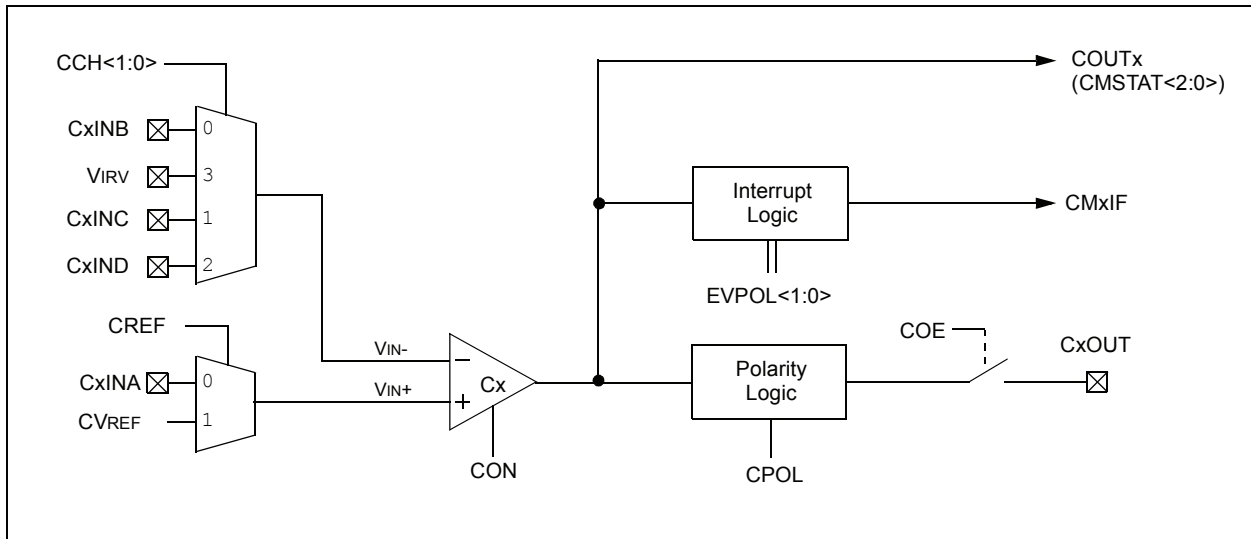 CCH<1:0>
CxINB
0
VIRV
3
CxINC
1
CxIND
2
CREF
CxINA
0
CVREF
1
VIN-
VIN+
−
+
Cx
CON
COUTx
(CMSTAT<2:0>)
Interrupt
Logic
CMxIF
EVPOL<1:0>
Polarity
Logic
CPOL
COE
CxOUT